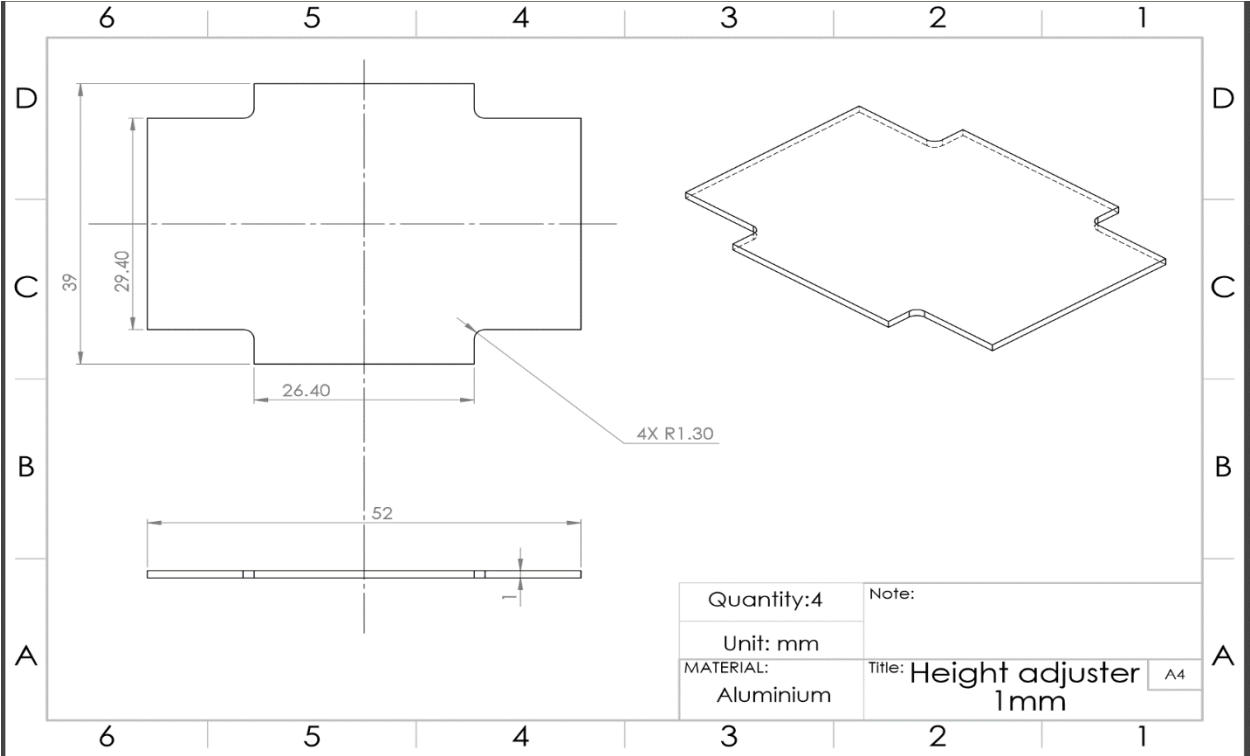 6 5 4 3 2 1
D D
39
29.40
C C
26.40
4X R1.30
B B
52
1
Quantity:4
Note:
Unit: mm
A A
MATERIAL:
Aluminium
Title: Height adjuster
1mm
A4
6 5 4 3 2 1